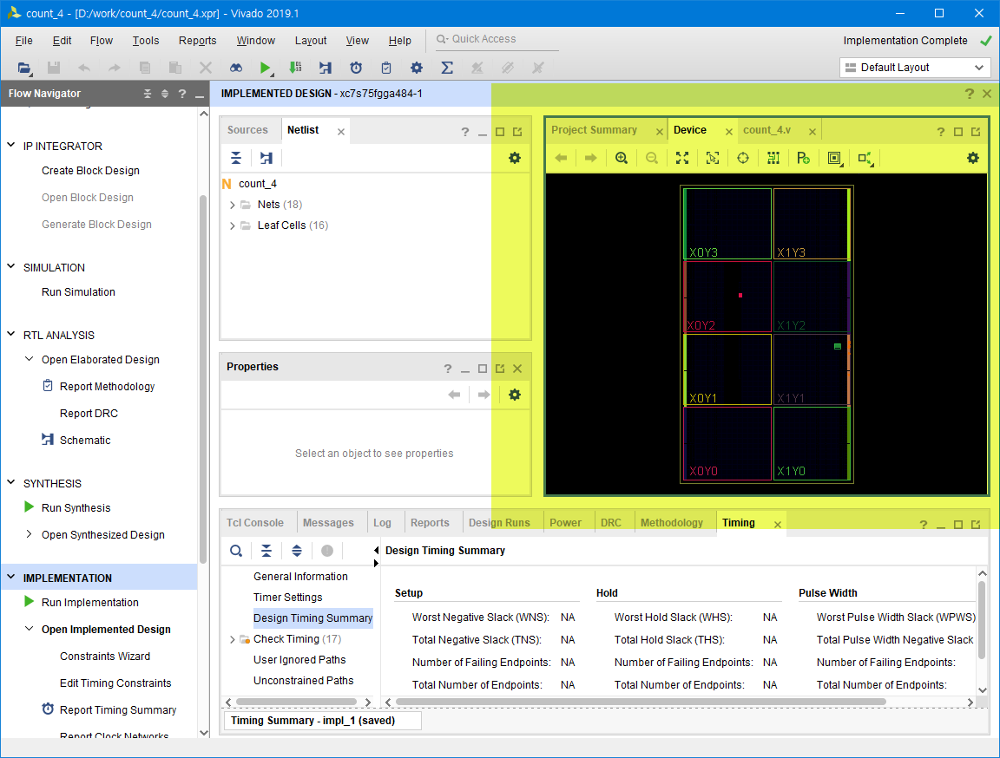 count_4 - [D:/work/count_4/count_4.xpr] - Vivado 2019.1
File Edit Flow Tools Reports Window Layout View Help Quick Access
Implementation Complete
Default Layout
Flow Navigator
IP INTEGRATOR
Create Block Design
Open Block Design
Generate Block Design
SIMULATION
Run Simulation
RTL ANALYSIS
Open Elaborated Design
Report Methodology
Report DRC
Schematic
SYNTHESIS
Run Synthesis
Open Synthesized Design
IMPLEMENTATION
Run Implementation
Open Implemented Design
Constraints Wizard
Edit Timing Constraints
Report Timing Summary
Report Clock Networks
IMPLEMENTED DESIGN - xc7s75fgga484-1
Sources Netlist
N count_4
Nets (18)
Leaf Cells (16)
Properties
Select an object to see properties
Project Summary Device count_4.v
X0Y3 X1Y3
X0Y2 X1Y2
X0Y1 X1Y1
X0Y0 X1Y0
Tcl Console Messages Log Reports Design Runs Power DRC Methodology Timing
Design Timing Summary
General Information
Timer Settings
Design Timing Summary
Check Timing (17)
User Ignored Paths
Unconstrained Paths
Setup Hold Pulse Width
Worst Negative Slack (WNS): NA Worst Hold Slack (WHS): NA Worst Pulse Width Slack (WPWS)
Total Negative Slack (TNS): NA Total Hold Slack (THS): NA Total Pulse Width Negative Slack
Number of Failing Endpoints: NA Number of Failing Endpoints: NA Number of Failing Endpoints:
Total Number of Endpoints: NA Total Number of Endpoints: NA Total Number of Endpoints:
Timing Summary - impl_1 (saved)